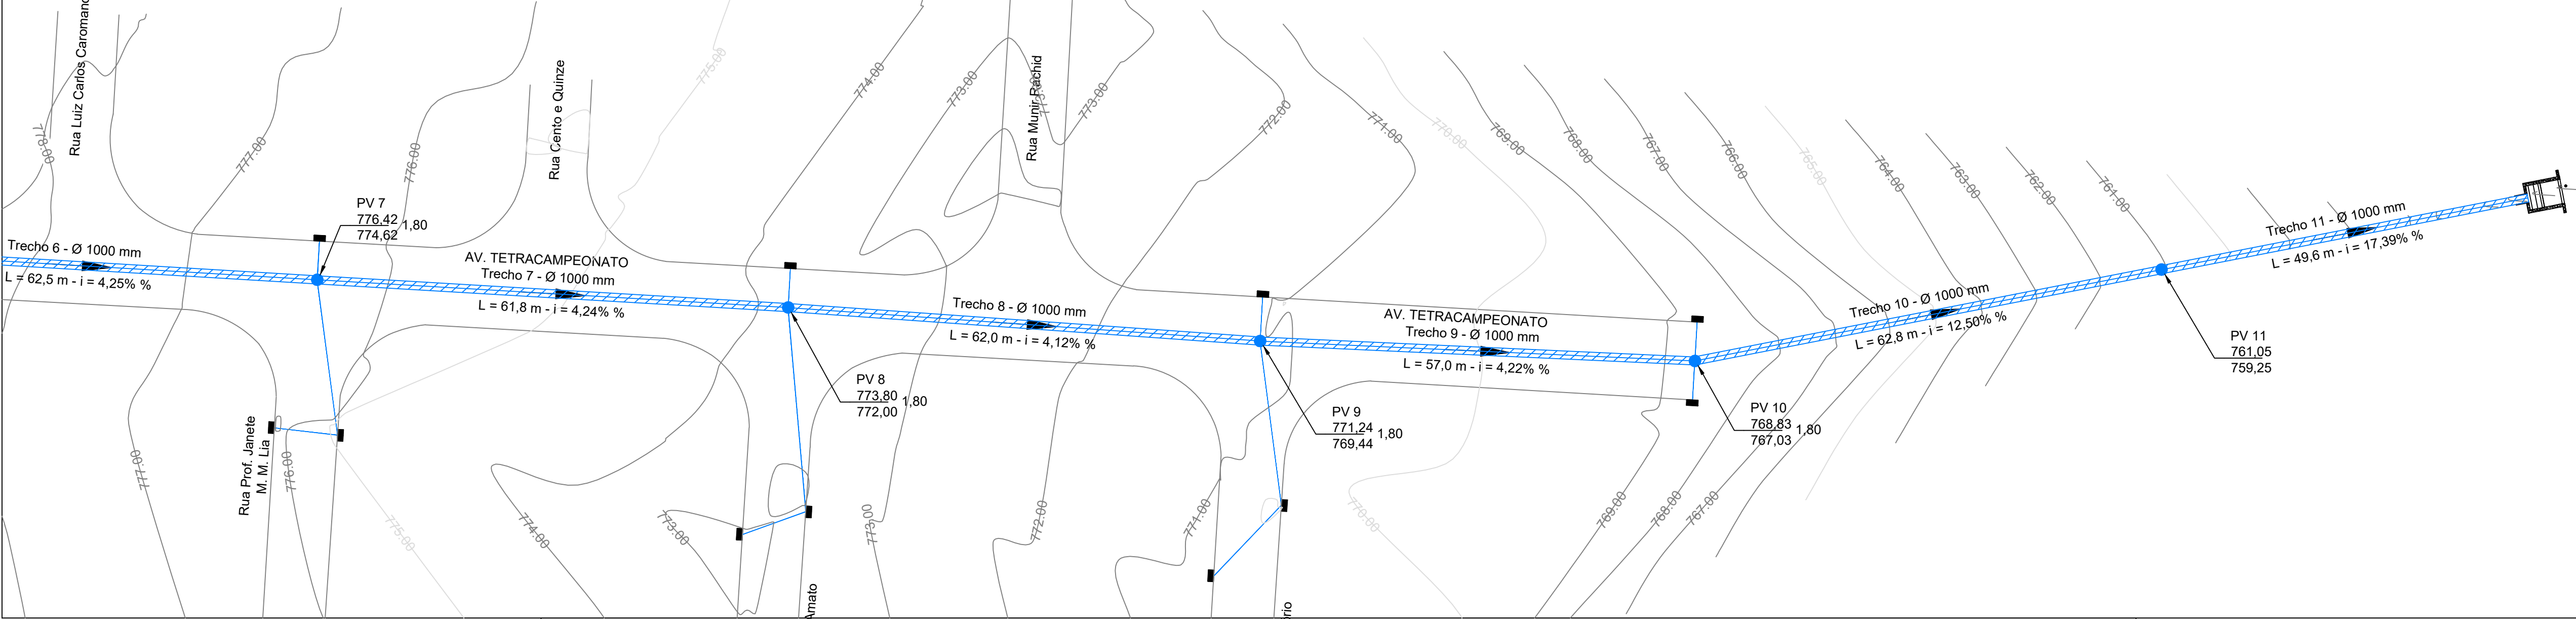 Rua Luiz Carlos Caromano
778.00
777.00
776.00
Rua Cento e Quinze
775.00
774.00
773.00
Rua Munir Rachid
773.00
773.00
772.00
771.00
770.00
769.00
768.00
767.00
766.00
765.00
764.00
763.00
762.00
761.00
PV 7
776,42
1,80
774,62
Trecho 6 - Ø 1000 mm
L = 62,5 m - i = 4,25% %
AV. TETRACAMPEONATO
Trecho 7 - Ø 1000 mm
L = 61,8 m - i = 4,24% %
Trecho 8 - Ø 1000 mm
L = 62,0 m - i = 4,12% %
AV. TETRACAMPEONATO
Trecho 9 - Ø 1000 mm
L = 57,0 m - i = 4,22% %
Trecho 10 - Ø 1000 mm
L = 62,8 m - i = 12,50% %
Trecho 11 - Ø 1000 mm
L = 49,6 m - i = 17,39% %
PV 8
773,80
1,80
772,00
PV 9
771,24
1,80
769,44
PV 10
768,83
1,80
767,03
PV 11
761,05
759,25
Rua Prof. Janete
M. M. Lia
777.00
776.00
775.00
774.00
773.00
773.00
772.00
771.00
770.00
769.00
768.00
767.00
Amato